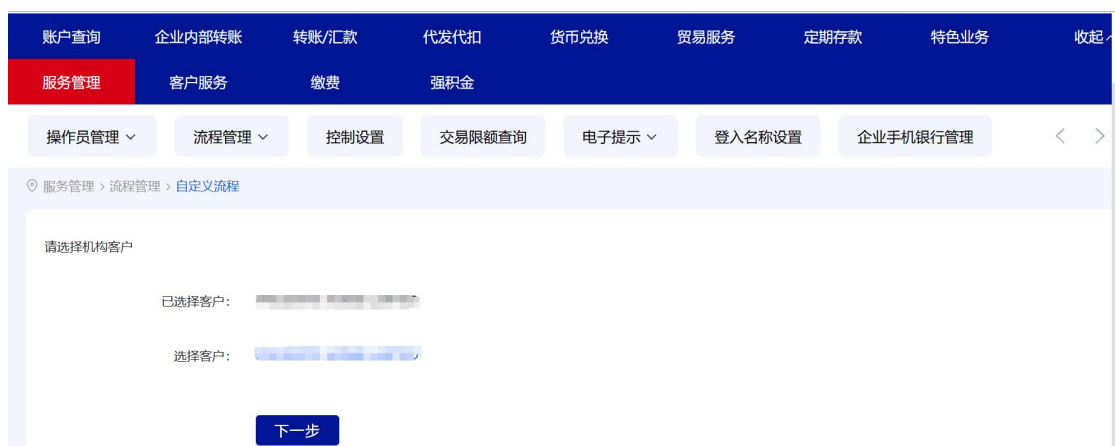 账户查询 企业内部转账 转账/汇款 代发代扣 货币兑换 贸易服务 定期存款 特色业务 收起
服务管理 客户服务 缴费 强积金
操作员管理 流程管理 控制设置 交易限额查询 电子提示 登入名称设置 企业手机银行管理
服务管理 > 流程管理 > 自定义流程
请选择机构客户
已选择客户：
选择客户：
下一步